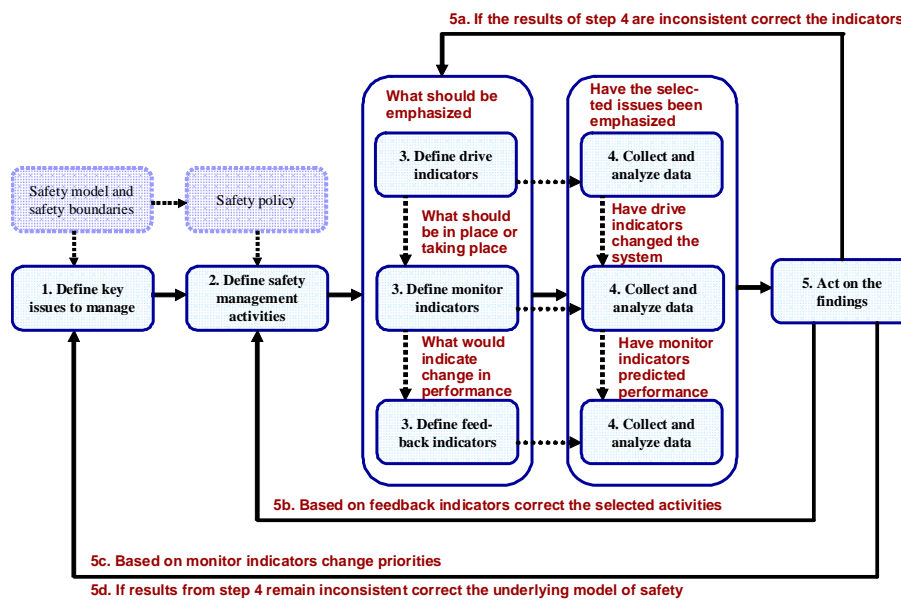 5a. If the results of step 4 are inconsistent correct the indicators
What should be
emphasized
Have the selec-
ted issues been
emphasized
3. Define drive
indicators
4. Collect and
analyze data
Safety model and
safety boundaries
Safety policy
What should
be in place or
taking place
Have drive
indicators
changed the
system
1. Define key
issues to manage
2. Define safety
management
activities
3. Define monitor
indicators
4. Collect and
analyze data
5. Act on the
findings
What would
indicate
change in
performance
Have monitor
indicators
predicted
performance
3. Define feed-
back indicators
4. Collect and
analyze data
5b. Based on feedback indicators correct the selected activities
5c. Based on monitor indicators change priorities
5d. If results from step 4 remain inconsistent correct the underlying model of safety